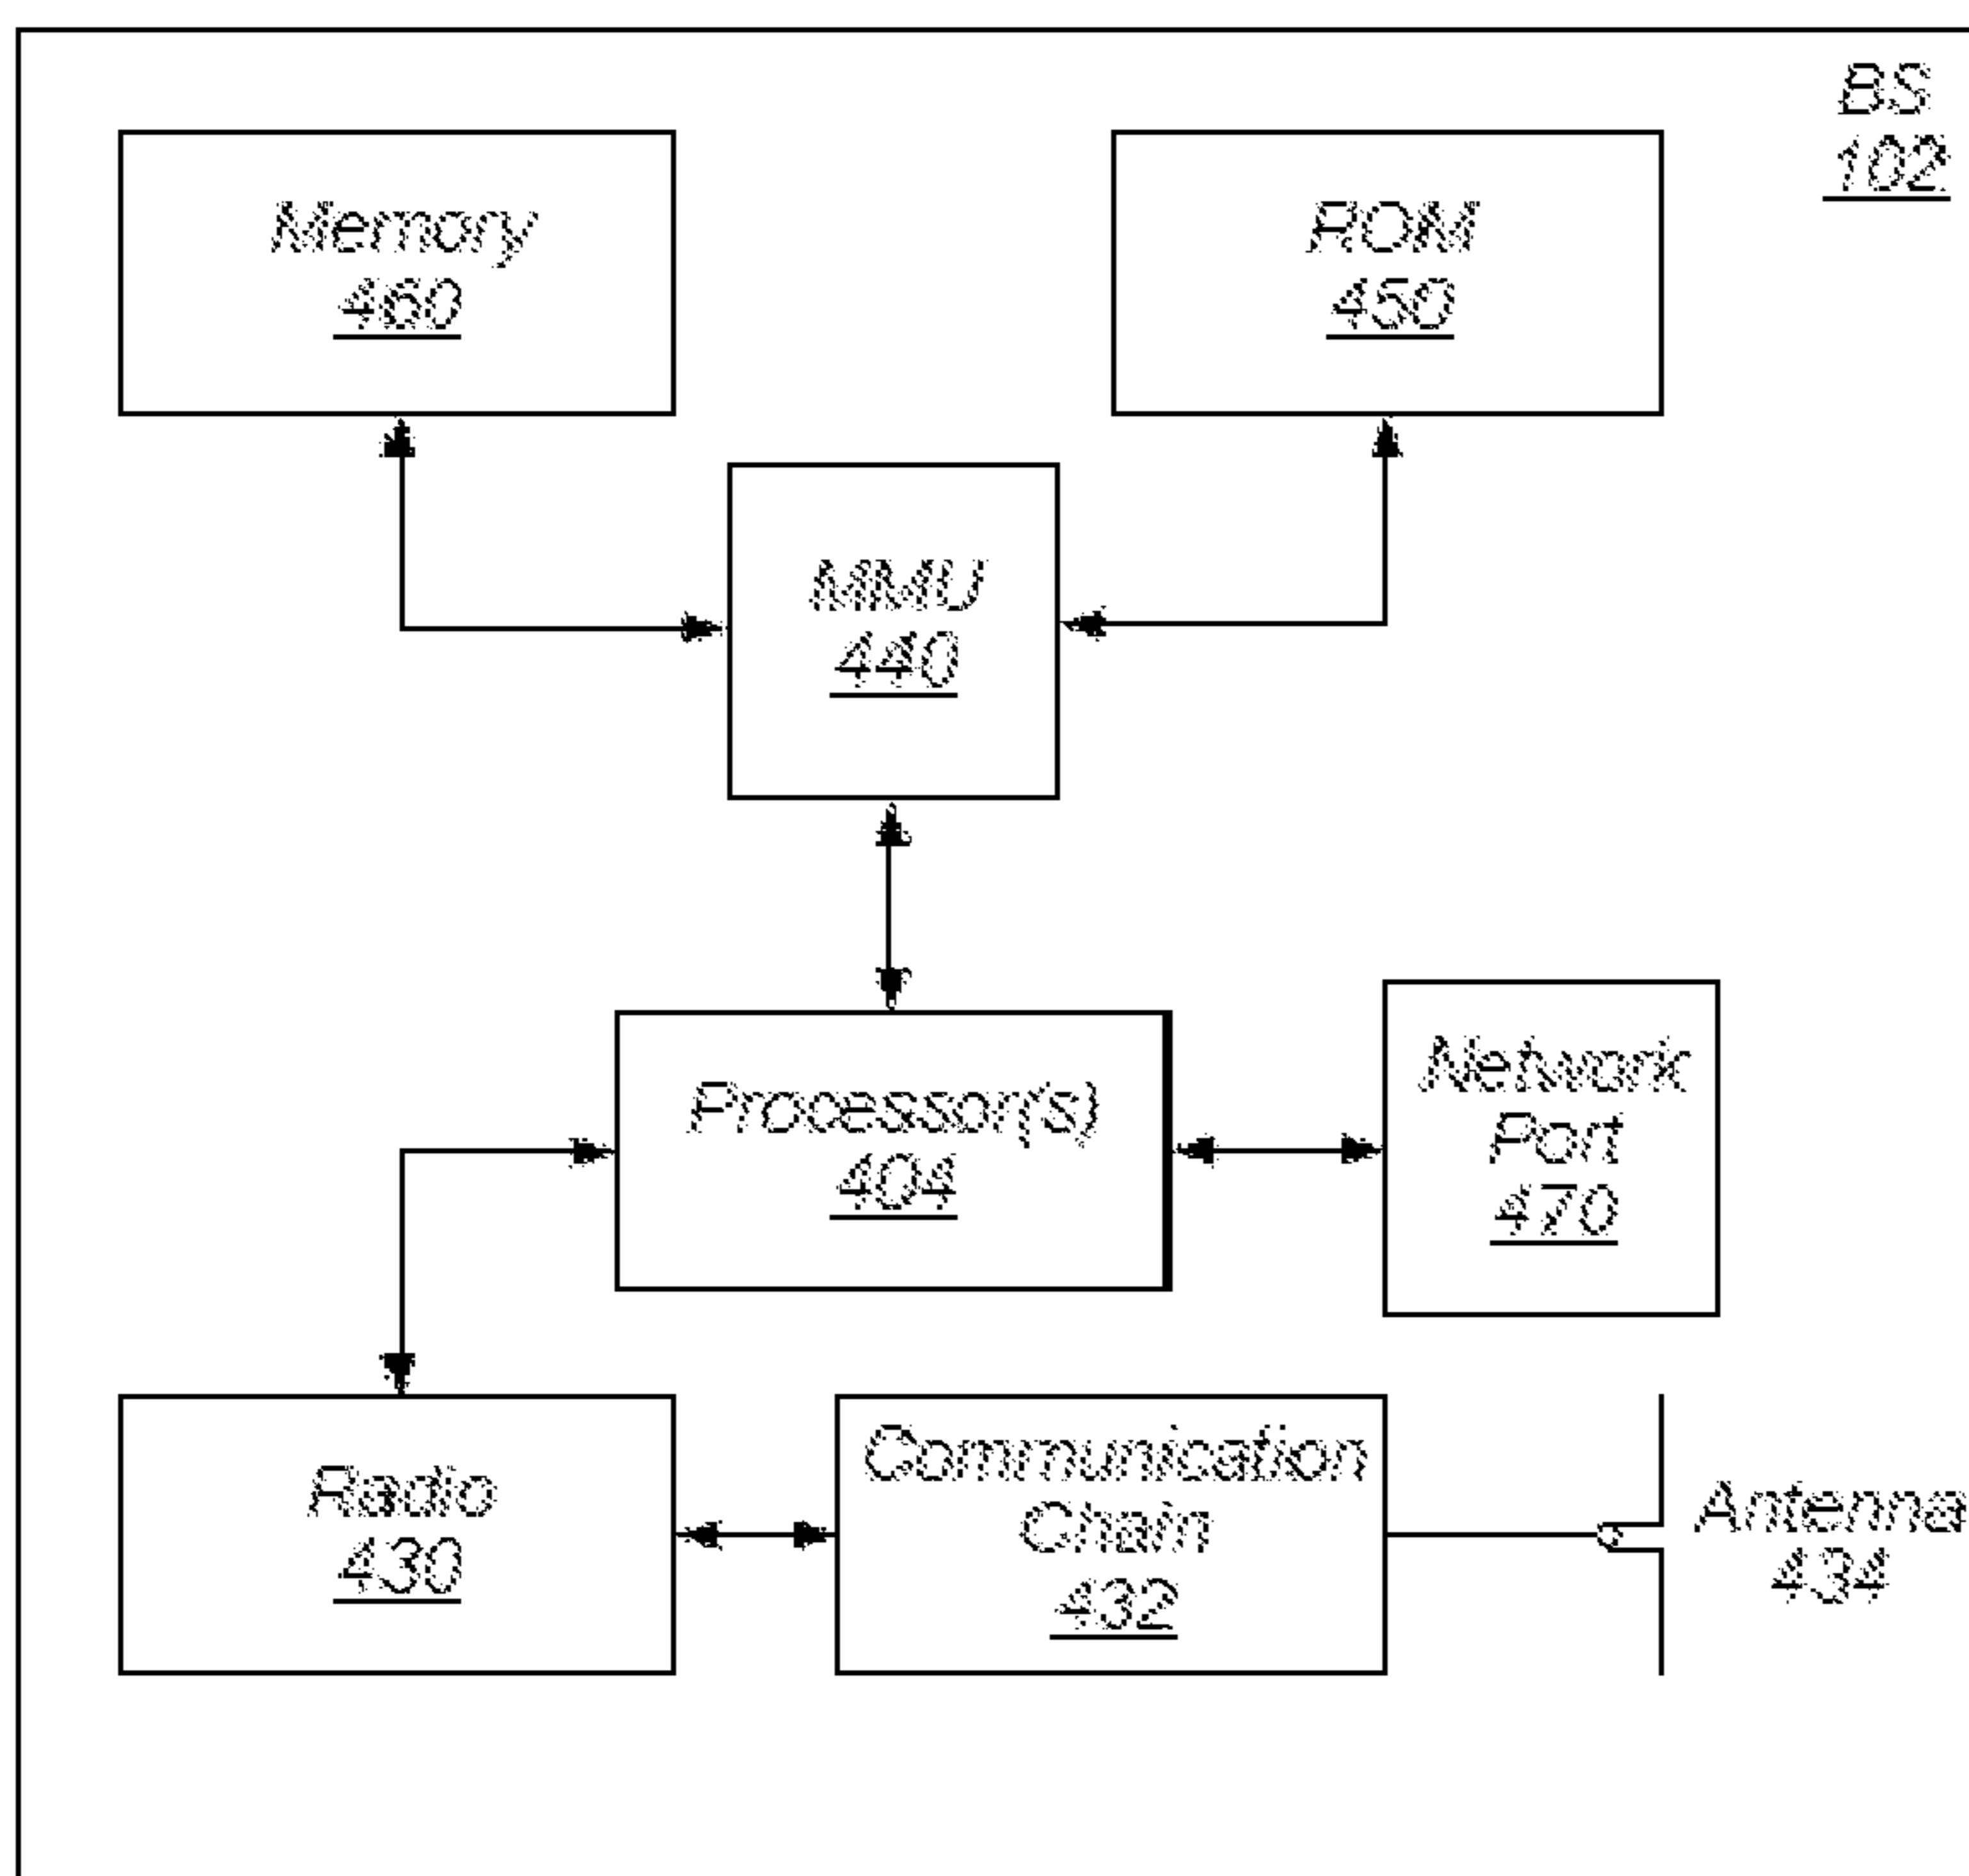 BS
102
Memory
460
ROM
450
MMU
440
Processor(s)
404
Network
Port
470
Radio
430
Communication
Chain
432
Antenna
434